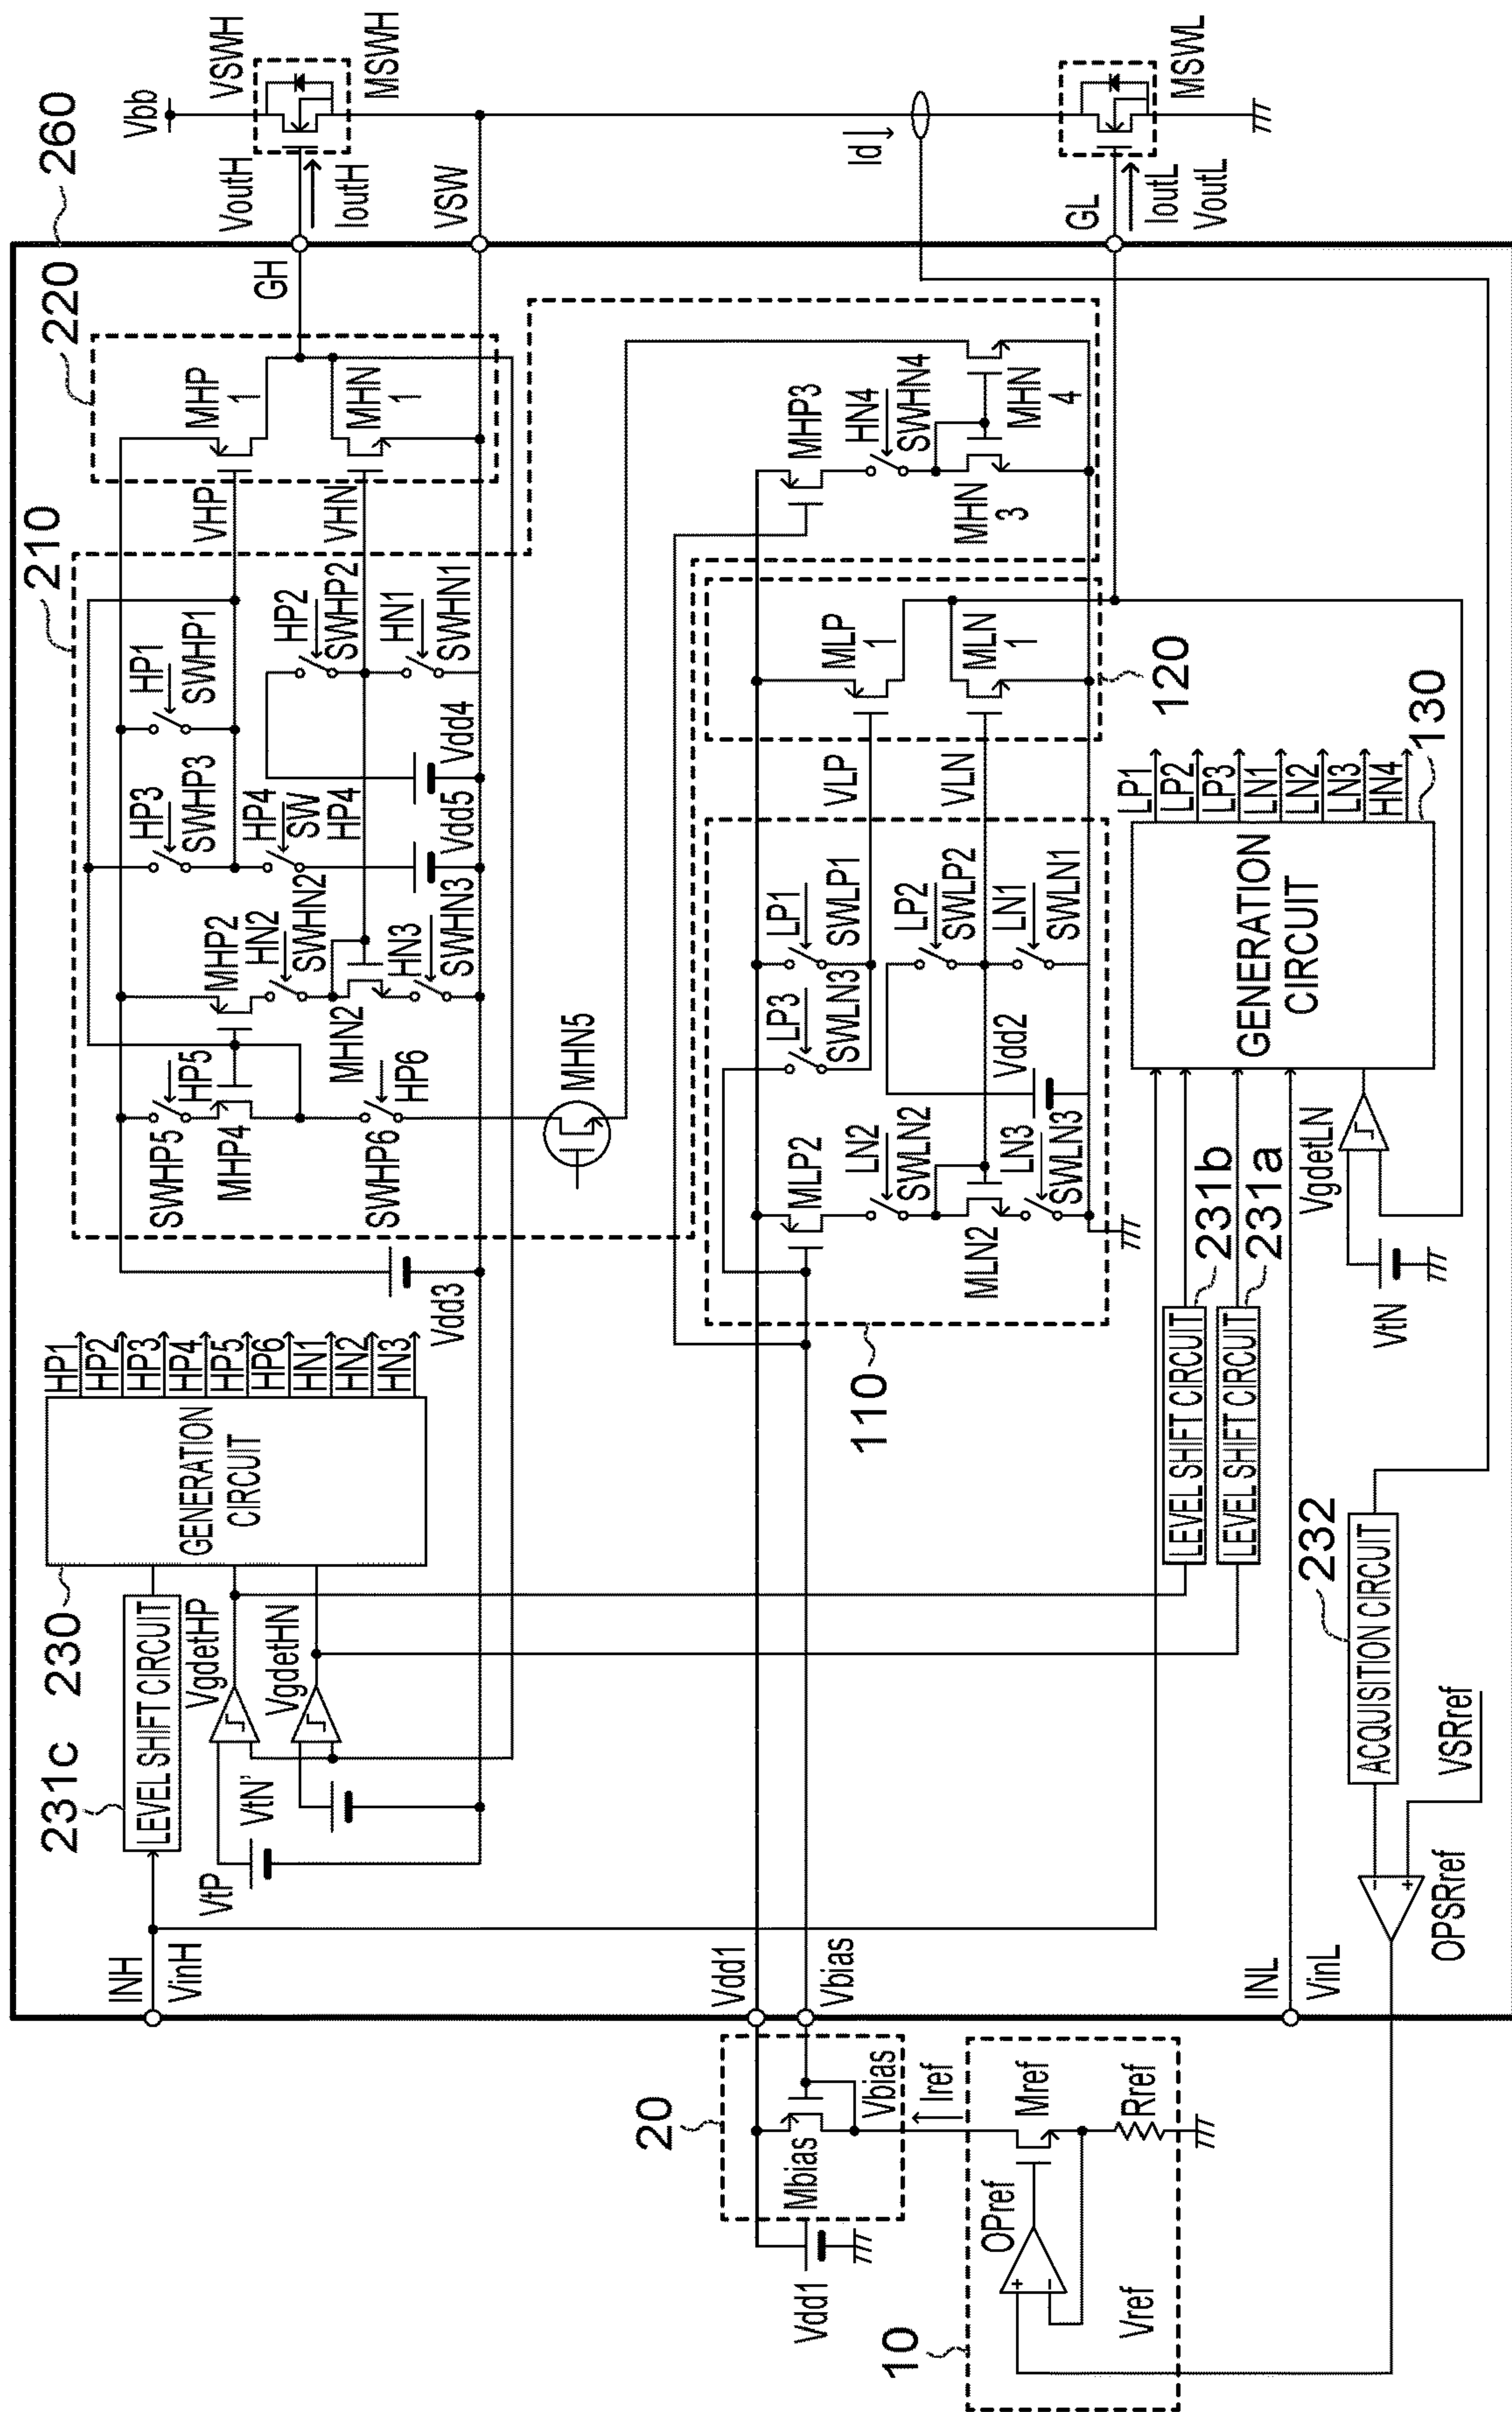 260
Vbb
VSWH
MSWH
VoutH
IoutH
VSW
Id
GL
IoutL
VoutL
MSWL
220
GH
MHP
1
MHN
1
210
VHP
VHN
HP1
SWHP1
HP2
SWHP2
HN1
SWHN1
HP3
SWHP3
HP4
SW
HP4
Vdd4
Vdd5
MHP2
HN2
SWHN2
HN3
SWHN3
MHN2
HP5
SWHP5
MHP4
HP6
SWHP6
MHN5
MHP3
HN4
SWHN4
MHN
3
MHN
4
MLP
1
MLN
1
120
VLP
VLN
LP1
SWLP1
LP3
SWLN3
LP2
SWLP2
LN1
SWLN1
Vdd2
MLP2
LN2
SWLN2
LN3
SWLN3
MLN2
110
LP1
LP2
LP3
LN1
LN2
LN3
HN4
130
GENERATION
CIRCUIT
VgdetLN
VtN
231b
231a
LEVEL SHIFT CIRCUIT
LEVEL SHIFT CIRCUIT
Vdd3
HP1
HP2
HP3
HP4
HP5
HP6
HN1
HN2
HN3
GENERATION
CIRCUIT
230
VgdetHP
VgdetHN
231c
LEVEL SHIFT CIRCUIT
VtN'
VtP
INH
VinH
232
ACQUISITION CIRCUIT
VSRref
-
+
OPSRref
Vdd1
Vbias
INL
VinL
20
Vbias
Mbias
Vdd1
Iref
Mref
Rref
OPref
+
-
Vref
10